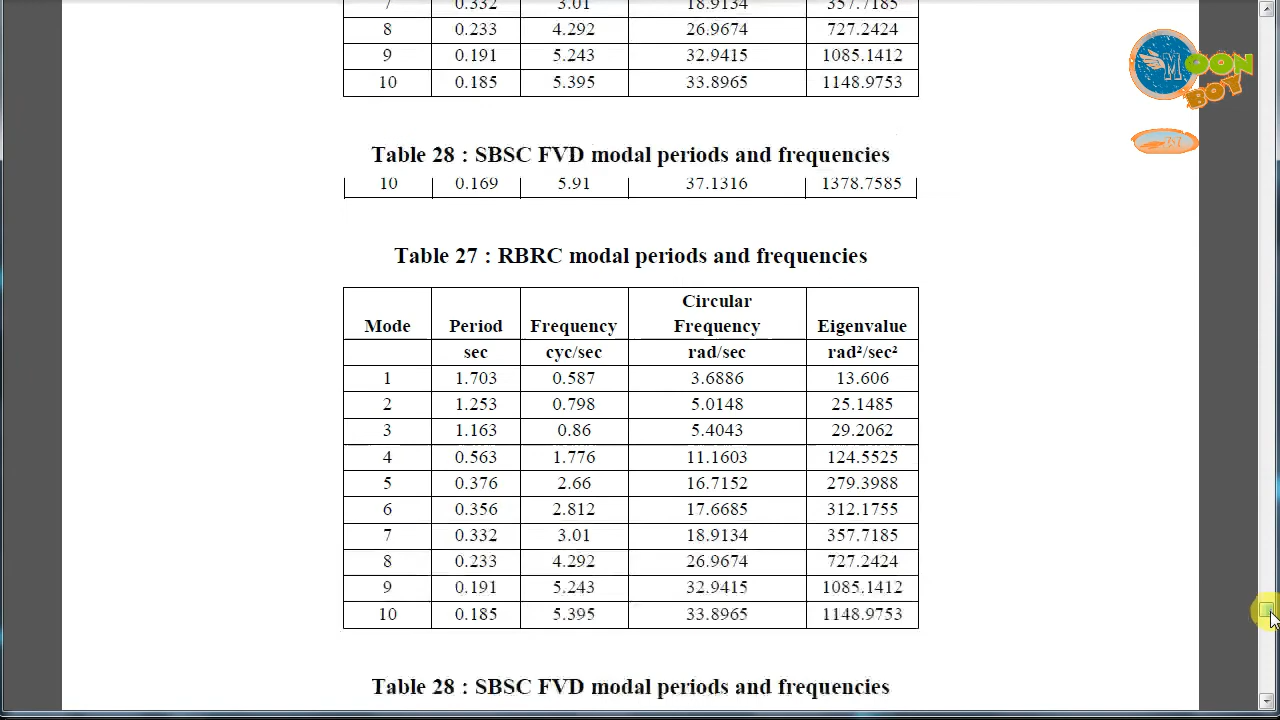 7 0.332 3.01 18.9134 357.7185
8 0.233 4.292 26.9674 727.2424
9 0.191 5.243 32.9415 1085.1412
10 0.185 5.395 33.8965 1148.9753
MOON
BOY
Table 28 : SBSC FVD modal periods and frequencies
10 0.169 5.91 37.1316 1378.7585
Table 27 : RBRC modal periods and frequencies
Mode Period Frequency Circular Frequency Eigenvalue
sec cyc/sec rad/sec rad²/sec²
1 1.703 0.587 3.6886 13.606
2 1.253 0.798 5.0148 25.1485
3 1.163 0.86 5.4043 29.2062
4 0.563 1.776 11.1603 124.5525
5 0.376 2.66 16.7152 279.3988
6 0.356 2.812 17.6685 312.1755
7 0.332 3.01 18.9134 357.7185
8 0.233 4.292 26.9674 727.2424
9 0.191 5.243 32.9415 1085.1412
10 0.185 5.395 33.8965 1148.9753
Table 28 : SBSC FVD modal periods and frequencies